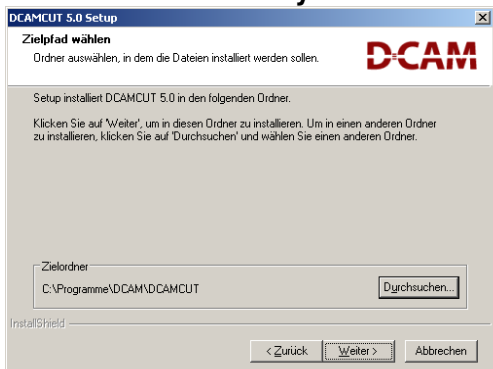 DCAMCUT 5.0 Setup
Zielpfad wählen
Ordner auswählen, in dem die Dateien installiert werden sollen.
D-CAM
Setup installiert DCAMCUT 5.0 in den folgenden Ordner.
Klicken Sie auf 'Weiter', um in diesen Ordner zu installieren. Um in einen anderen Ordner
zu installieren, klicken Sie auf 'Durchsuchen' und wählen Sie einen anderen Ordner.
Zielordner
C:\Programme\DCAM\DCAMCUT
Durchsuchen...
InstallShield
< Zurück
Weiter >
Abbrechen